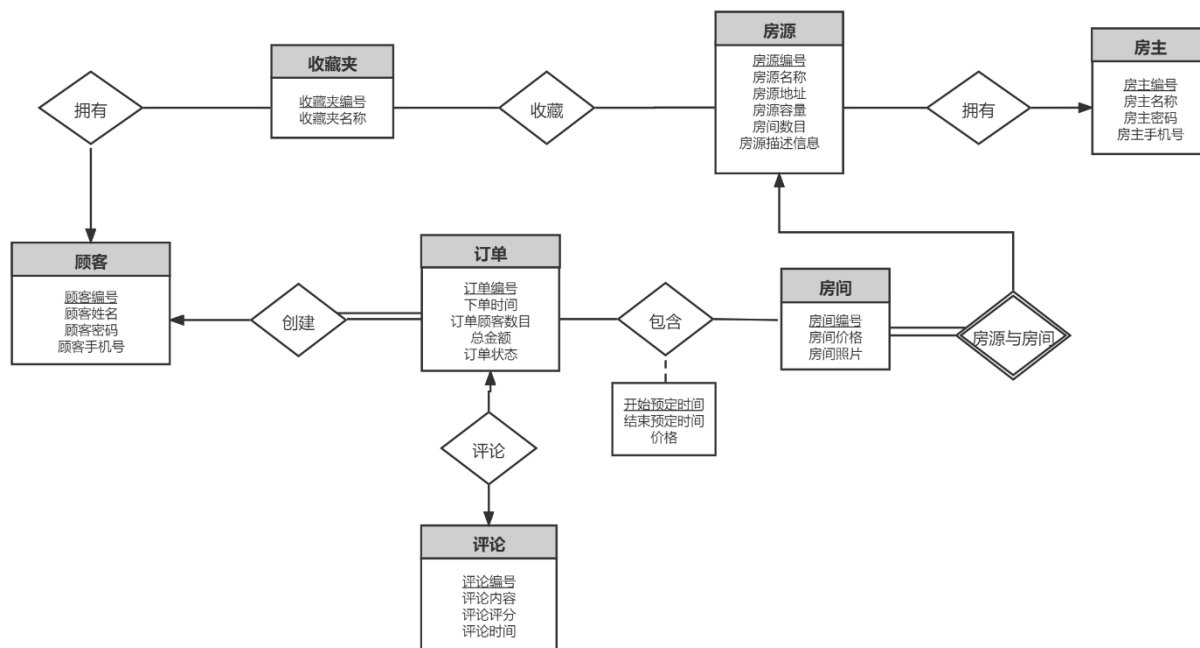 房源
房源编号
房源名称
房源地址
房源容量
房间数目
房源描述信息
房主
房主编号
房主名称
房主密码
房主手机号
收藏夹
收藏夹编号
收藏夹名称
拥有
收藏
拥有
顾客
顾客编号
顾客姓名
顾客密码
顾客手机号
创建
订单
订单编号
下单时间
订单顾客数目
总金额
订单状态
包含
房间
房间编号
房间价格
房间照片
房源与房间
开始预定时间
结束预定时间
价格
评论
评论
评论编号
评论内容
评论评分
评论时间